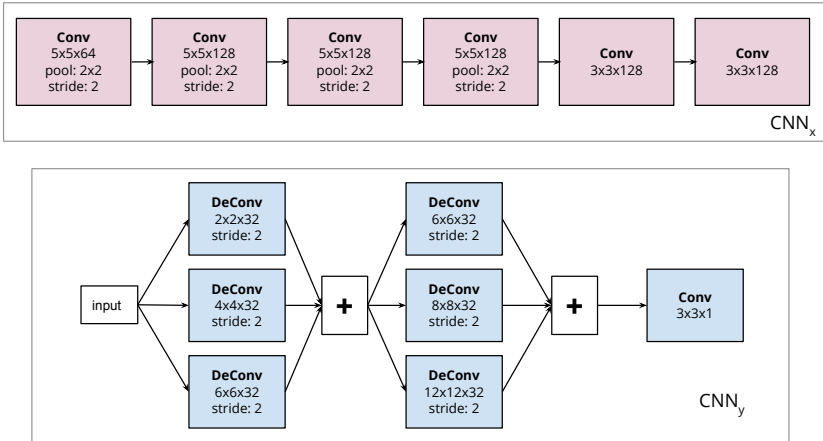 Conv
5x5x64
pool: 2x2
stride: 2
Conv
5x5x128
pool: 2x2
stride: 2
Conv
5x5x128
pool: 2x2
stride: 2
Conv
5x5x128
pool: 2x2
stride: 2
Conv
3x3x128
Conv
3x3x128
CNNx
input
DeConv
2x2x32
stride: 2
DeConv
4x4x32
stride: 2
DeConv
6x6x32
stride: 2
+
DeConv
6x6x32
stride: 2
DeConv
8x8x32
stride: 2
DeConv
12x12x32
stride: 2
+
Conv
3x3x1
CNNy